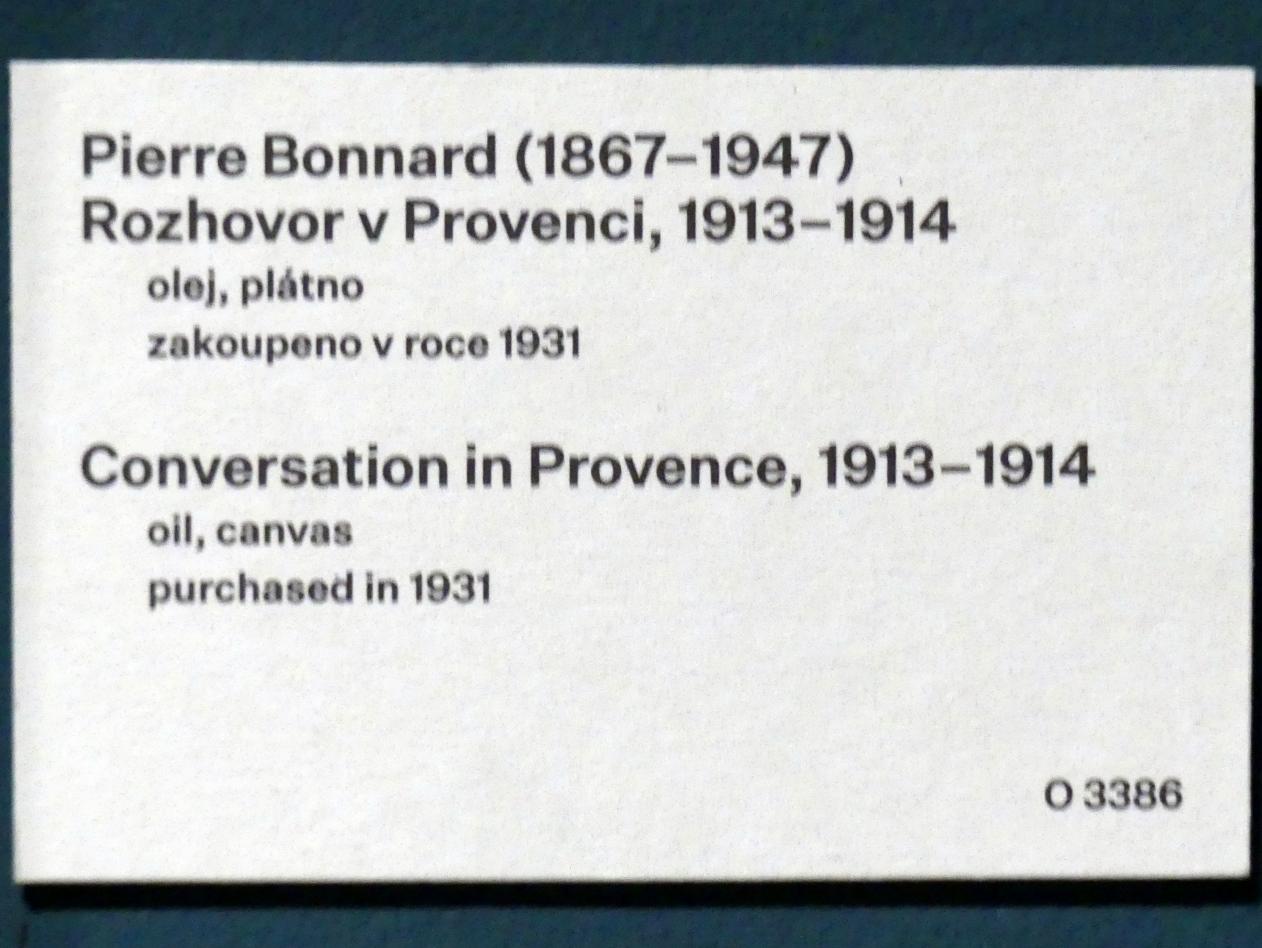 Pierre Bonnard (1867–1947)
Rozhovor v Provenci, 1913–1914
olej, plátno
zakoupeno v roce 1931
Conversation in Provence, 1913–1914
oil, canvas
purchased in 1931
O 3386